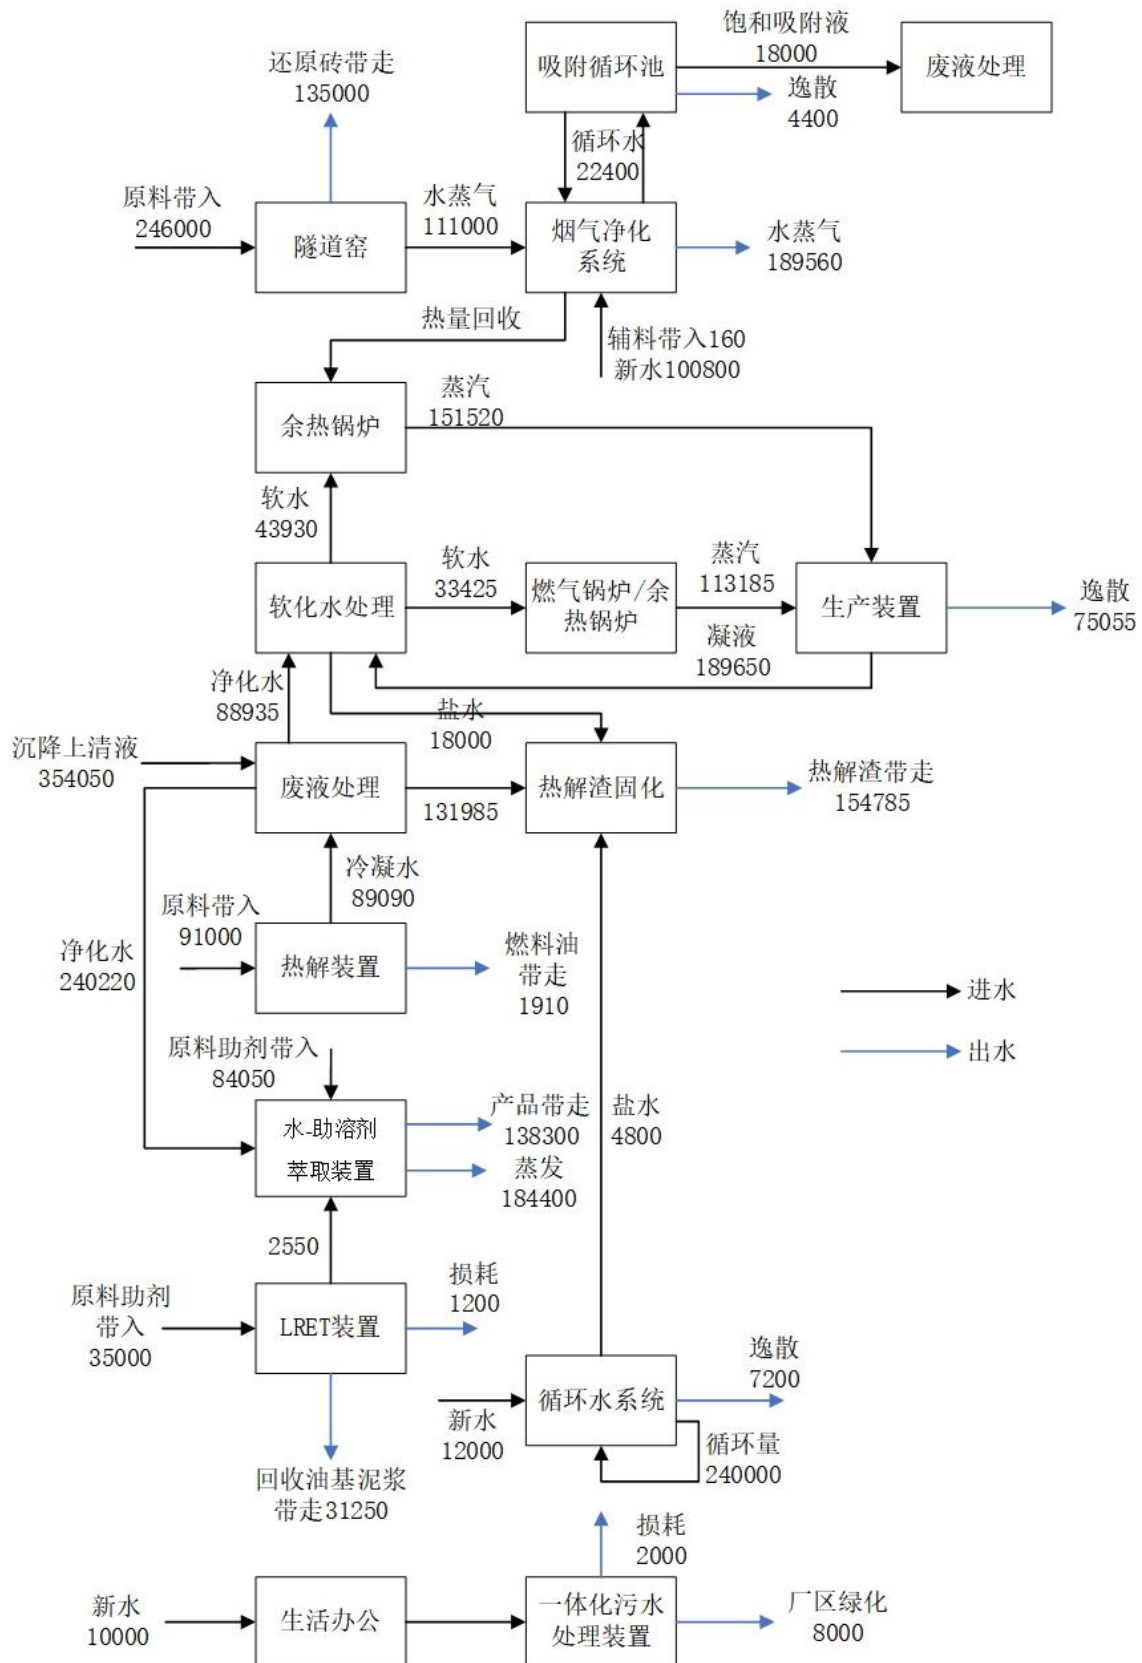 饱和吸附液
18000
吸附循环池
废液处理
逸散
4400
还原砖带走
135000
循环水
22400
原料带入
246000
隧道窑
水蒸气
111000
烟气净化
系统
水蒸气
189560
热量回收
辅料带入160
新水100800
余热锅炉
蒸汽
151520
软水
43930
软化水处理
软水
33425
燃气锅炉/余
热锅炉
蒸汽
113185
生产装置
逸散
75055
凝液
189650
净化水
88935
盐水
18000
沉降上清液
354050
废液处理
131985
热解渣固化
热解渣带走
154785
冷凝水
89090
原料带入
91000
热解装置
燃料油
带走
1910
净化水
240220
进水
出水
原料助剂带入
84050
水-助溶剂
萃取装置
产品带走
138300
蒸发
184400
盐水
4800
2550
原料助剂
带入
35000
LRET装置
损耗
1200
回收油基泥浆
带走31250
新水
12000
循环水系统
逸散
7200
循环量
240000
损耗
2000
新水
10000
生活办公
一体化污水
处理装置
厂区绿化
8000